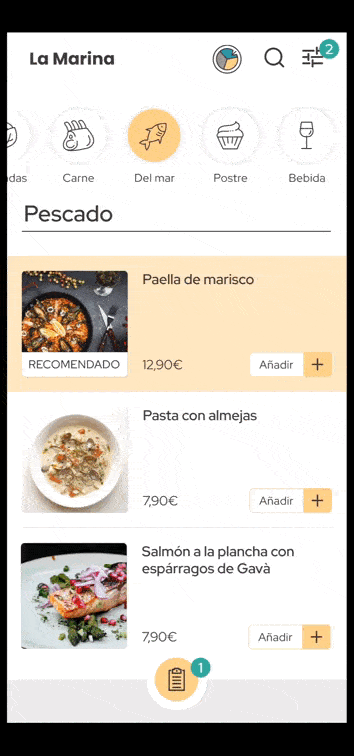 La Marina
2
das
Carne
Del mar
Postre
Bebida
Pescado
Paella de marisco
RECOMENDADO
12,90€
Añadir +
Pasta con almejas
7,90€
Añadir +
Salmón a la plancha con
espárragos de Gavà
7,90€
Añadir +
1